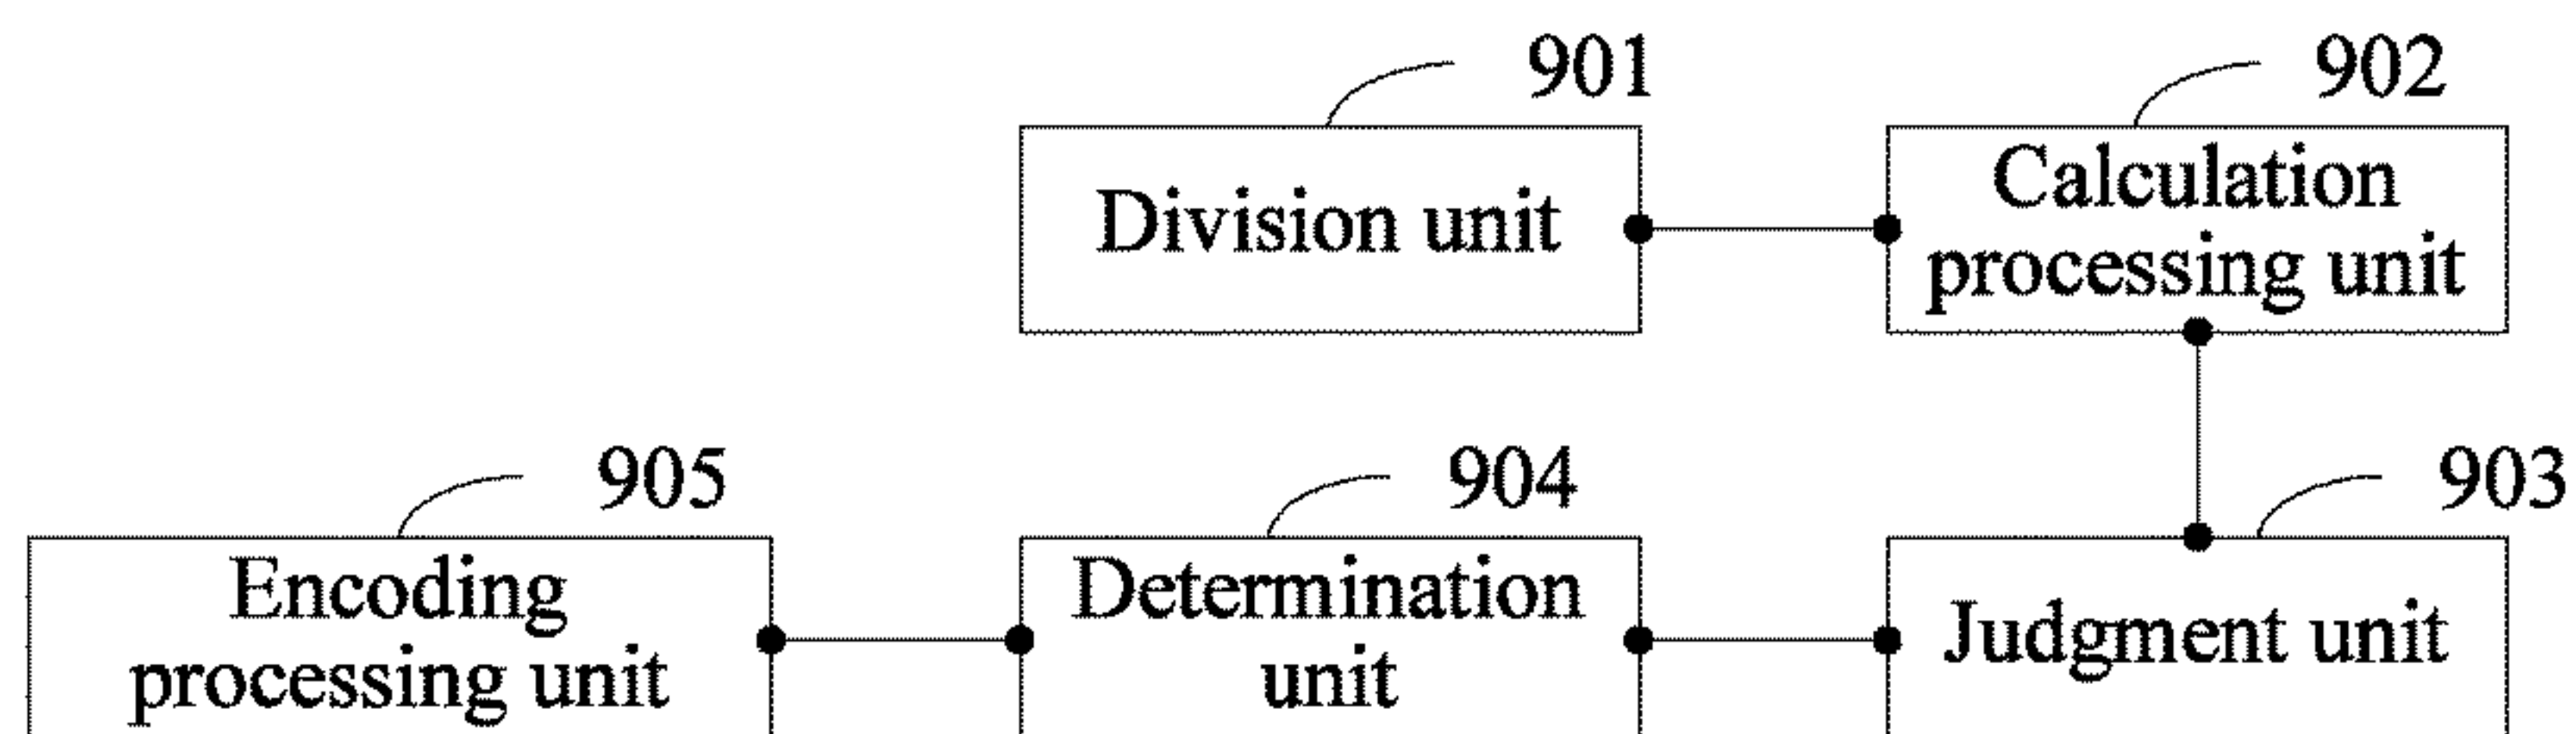 901
902
Division unit
Calculation
processing unit
905
904
903
Encoding
processing unit
Determination
unit
Judgment unit